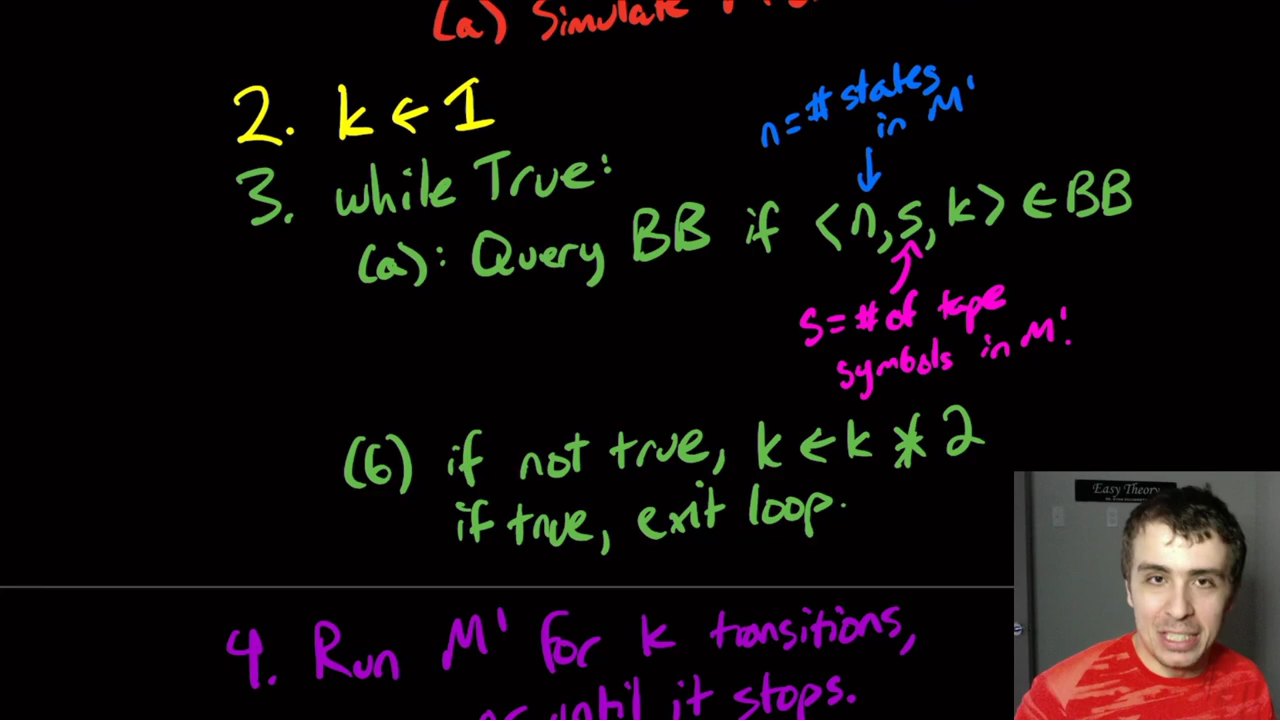 (a) Simulate
2. k ← 1
n = # states
in M'
3. while True:
(a): Query BB if <n, s, k> ∈ BB
s = # of tape
symbols in M'.
(b) if not true, k ← k * 2
if true, exit loop.
Easy Theory
4. Run M' for k transitions,
or until it stops.